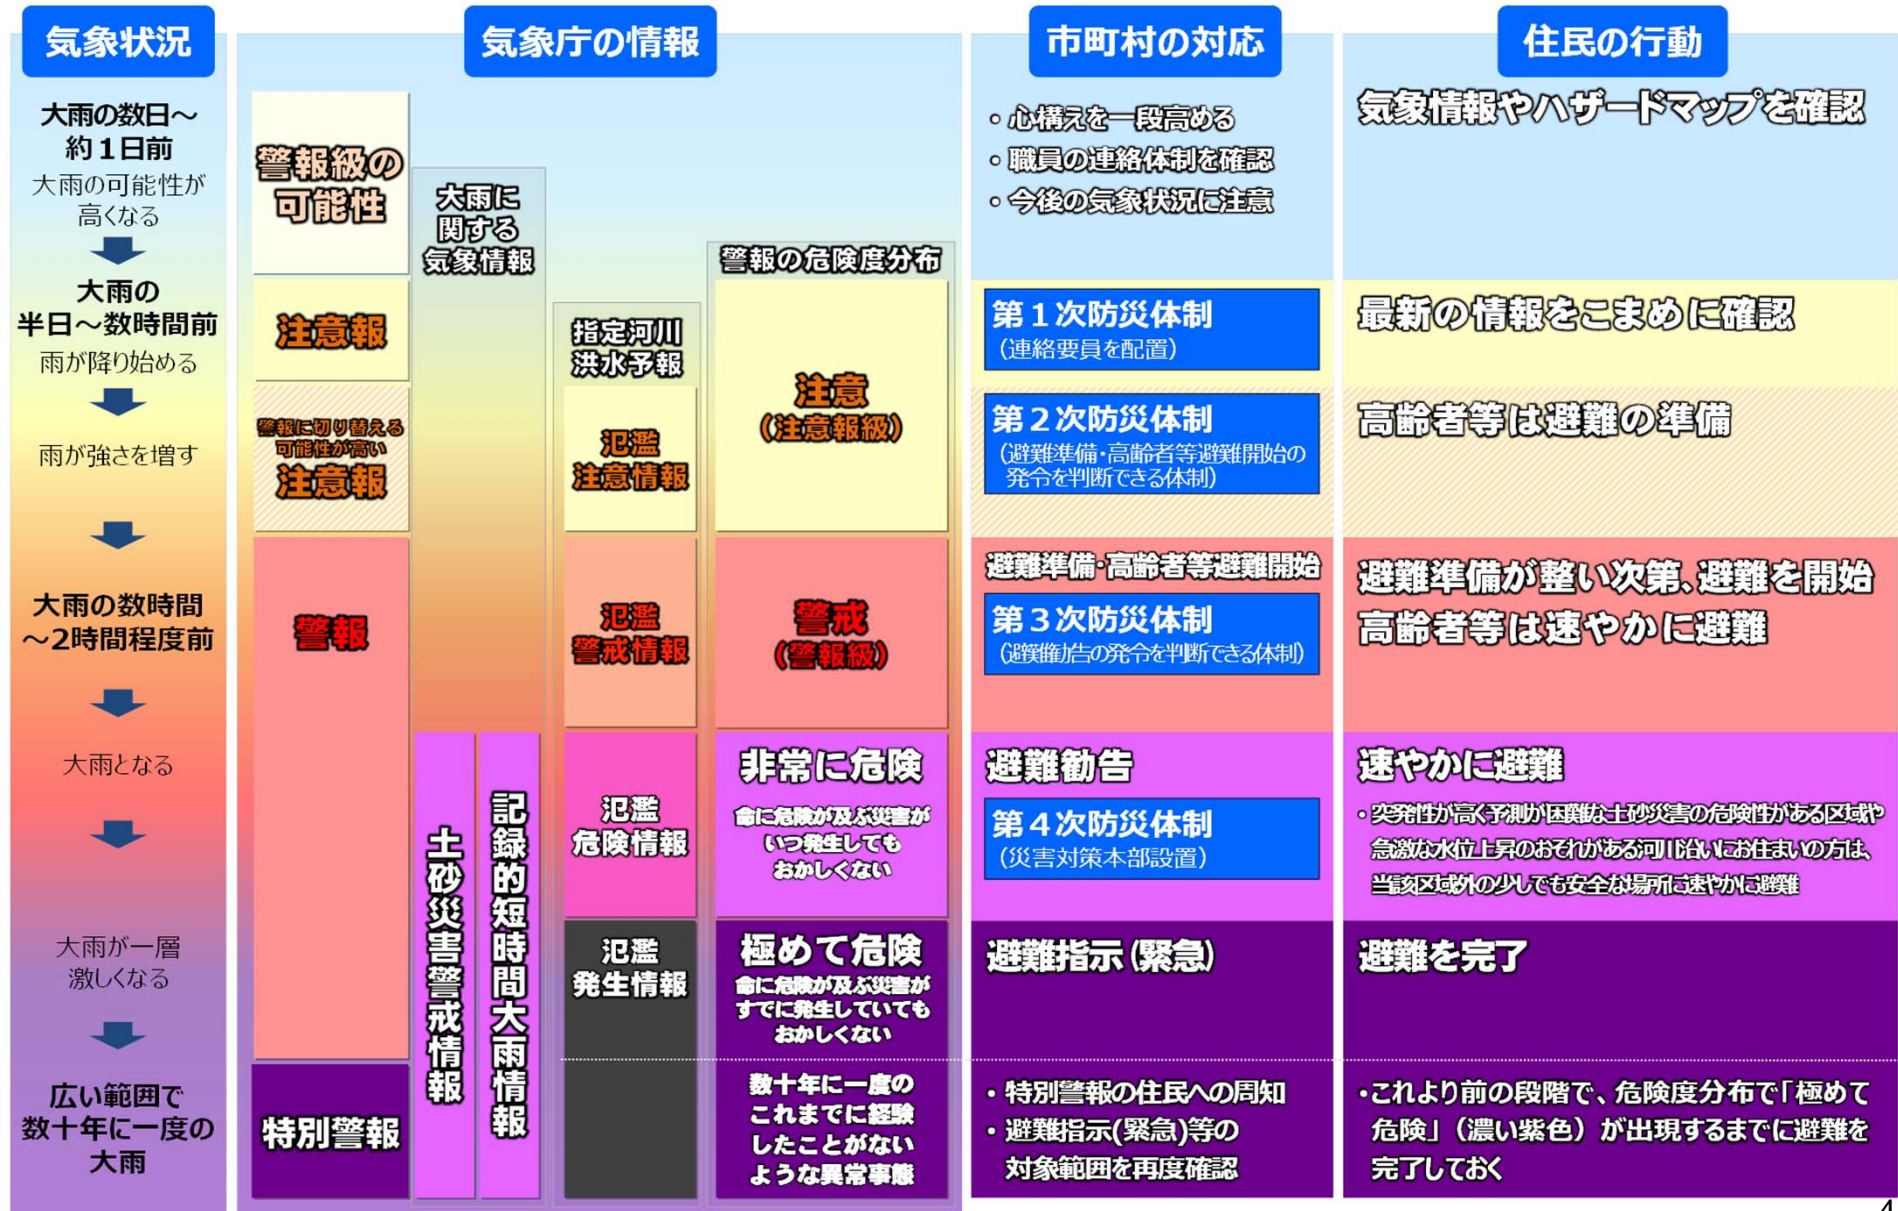 気象状況
気象庁の情報
市町村の対応
住民の行動
大雨の数日～
約１日前
大雨の可能性が
高くなる
大雨の
半日～数時間前
雨が降り始める
雨が強さを増す
大雨の数時間
～2時間程度前
大雨となる
大雨が一層
激しくなる
広い範囲で
数十年に一度の
大雨
警報級の
可能性
注意報
警報に切り替える
可能性が高い
注意報
警報
特別警報
大雨に
関する
気象情報
土砂災害警戒情報
記録的短時間大雨情報
指定河川
洪水予報
氾濫
注意情報
氾濫
警戒情報
氾濫
危険情報
氾濫
発生情報
警報の危険度分布
注意
（注意報級）
警戒
（警報級）
非常に危険
命に危険が及ぶ災害が
いつ発生しても
おかしくない
極めて危険
命に危険が及ぶ災害が
すでに発生していても
おかしくない
数十年に一度の
これまでに経験
したことがない
ような異常事態
・心構えを一段高める
・職員の連絡体制を確認
・今後の気象状況に注意
第１次防災体制
（連絡要員を配置）
第２次防災体制
（避難準備・高齢者等避難開始の
発令を判断できる体制）
避難準備・高齢者等避難開始
第３次防災体制
（避難勧告の発令を判断できる体制）
避難勧告
第４次防災体制
（災害対策本部設置）
避難指示（緊急）
・特別警報の住民への周知
・避難指示(緊急)等の
対象範囲を再度確認
気象情報やハザードマップを確認
最新の情報をこまめに確認
高齢者等は避難の準備
避難準備が整い次第、避難を開始
高齢者等は速やかに避難
速やかに避難
・突発性が高く予測が困難な土砂災害の危険性がある区域や
急激な水位上昇のおそれがある河川沿いにお住まいの方は、
当該区域外の少しでも安全な場所に速やかに避難
避難を完了
・これより前の段階で、危険度分布で「極めて
危険」（濃い紫色）が出現するまでに避難を
完了しておく
4